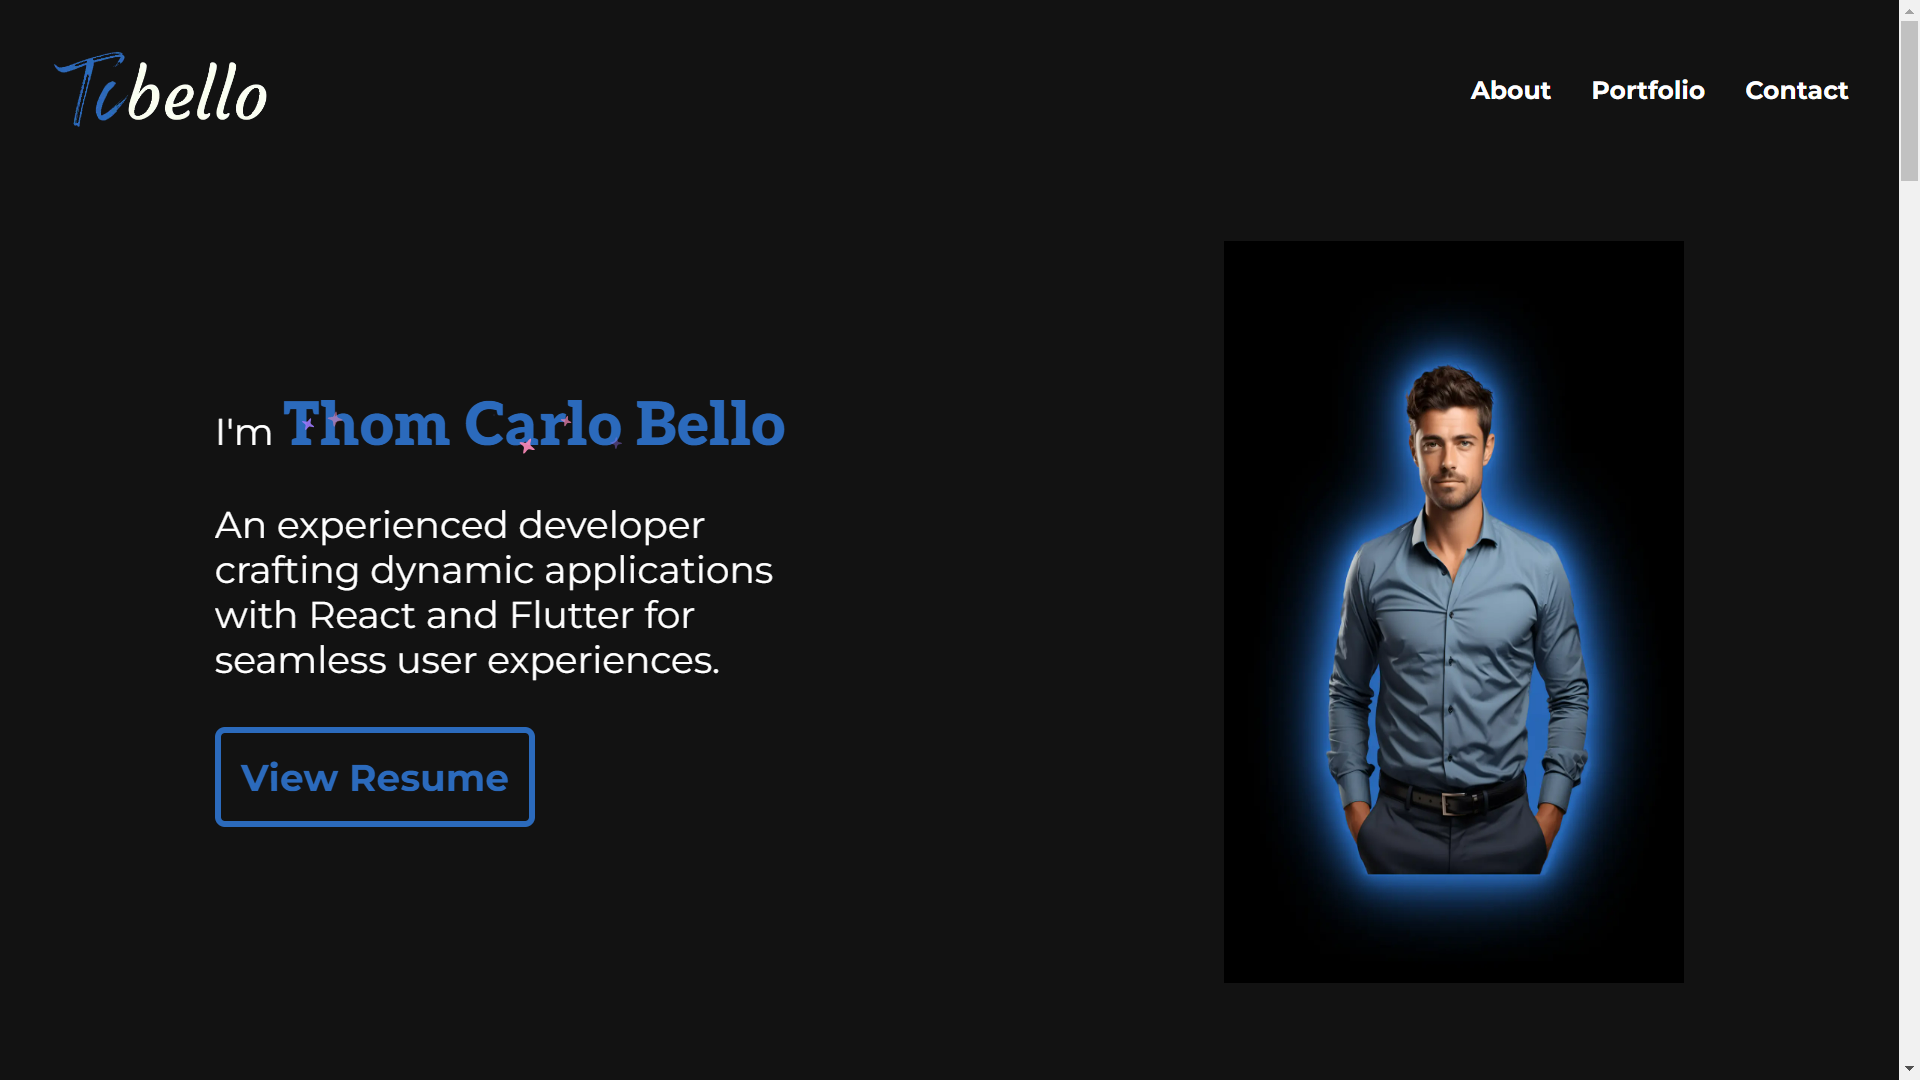 Tcbello
About
Portfolio
Contact
I'm Thom Carlo Bello
An experienced developer
crafting dynamic applications
with React and Flutter for
seamless user experiences.
View Resume